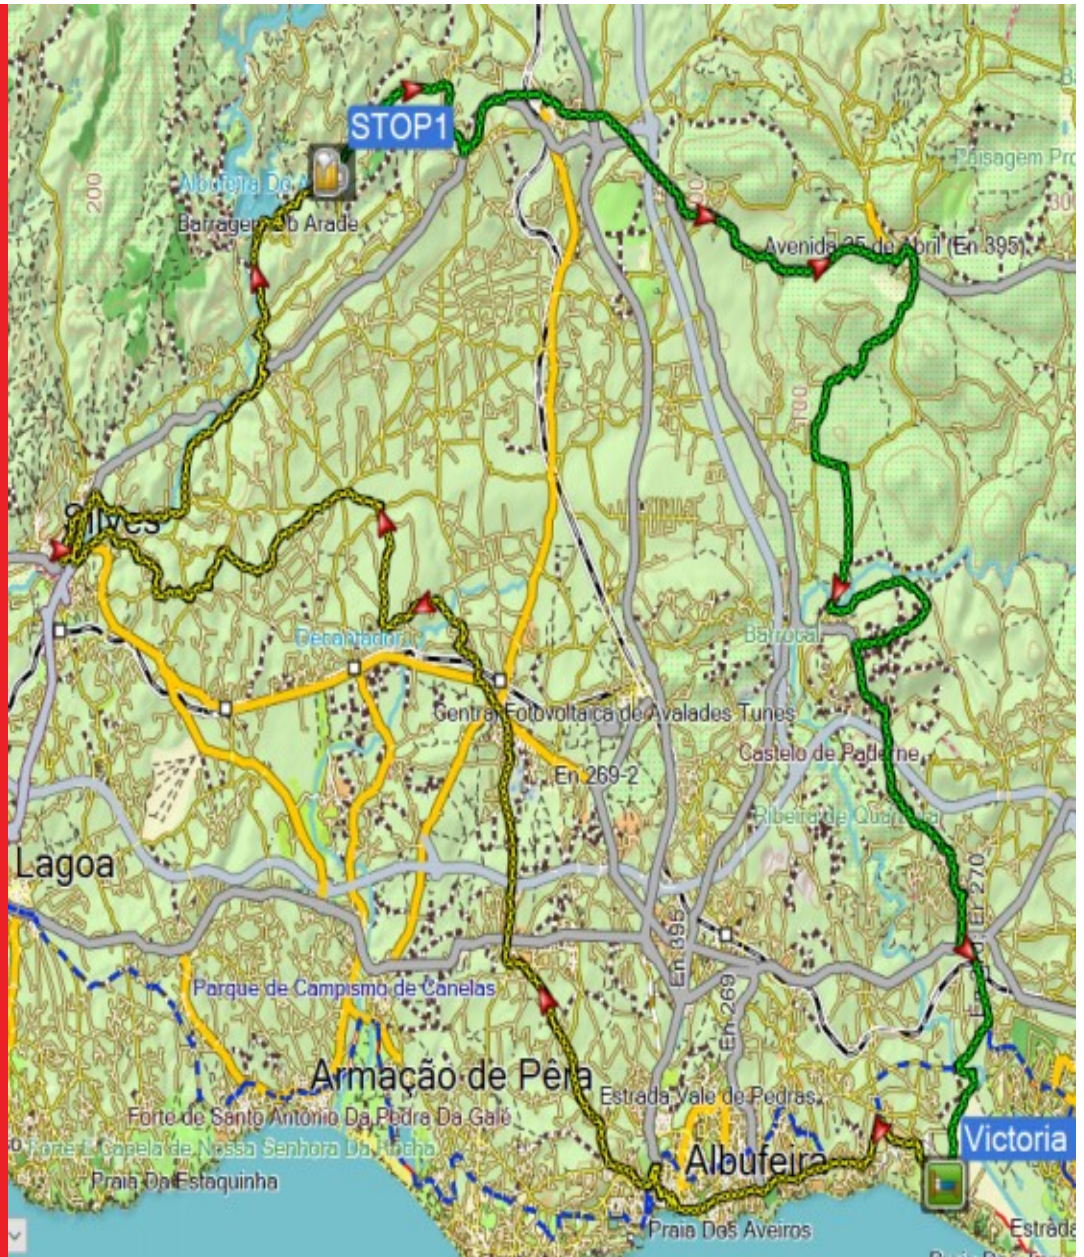 STOP1
200
Albufeira Do A
Barragem Do Arade
Paisagem Pro
300
Avenida 25 de Abril (En 395)
100
Silves
Barrocal
Decantador
Central Fotovoltaica de Avalades Tunes
Castelo de Paderne
En 269-2
Ribeira de Quarteira
Lagoa
En 270
En 395
Parque de Campismo de Canelas
En 269
Armação de Pêra
Estrada Vale de Pedras
Forte de Santo António Da Pedra Da Galé
Victoria
Forte E Capela de Nossa Senhora Da Rocha
Albufeira
Praia Da Estaquinha
Praia Dos Aveiros
Estrada